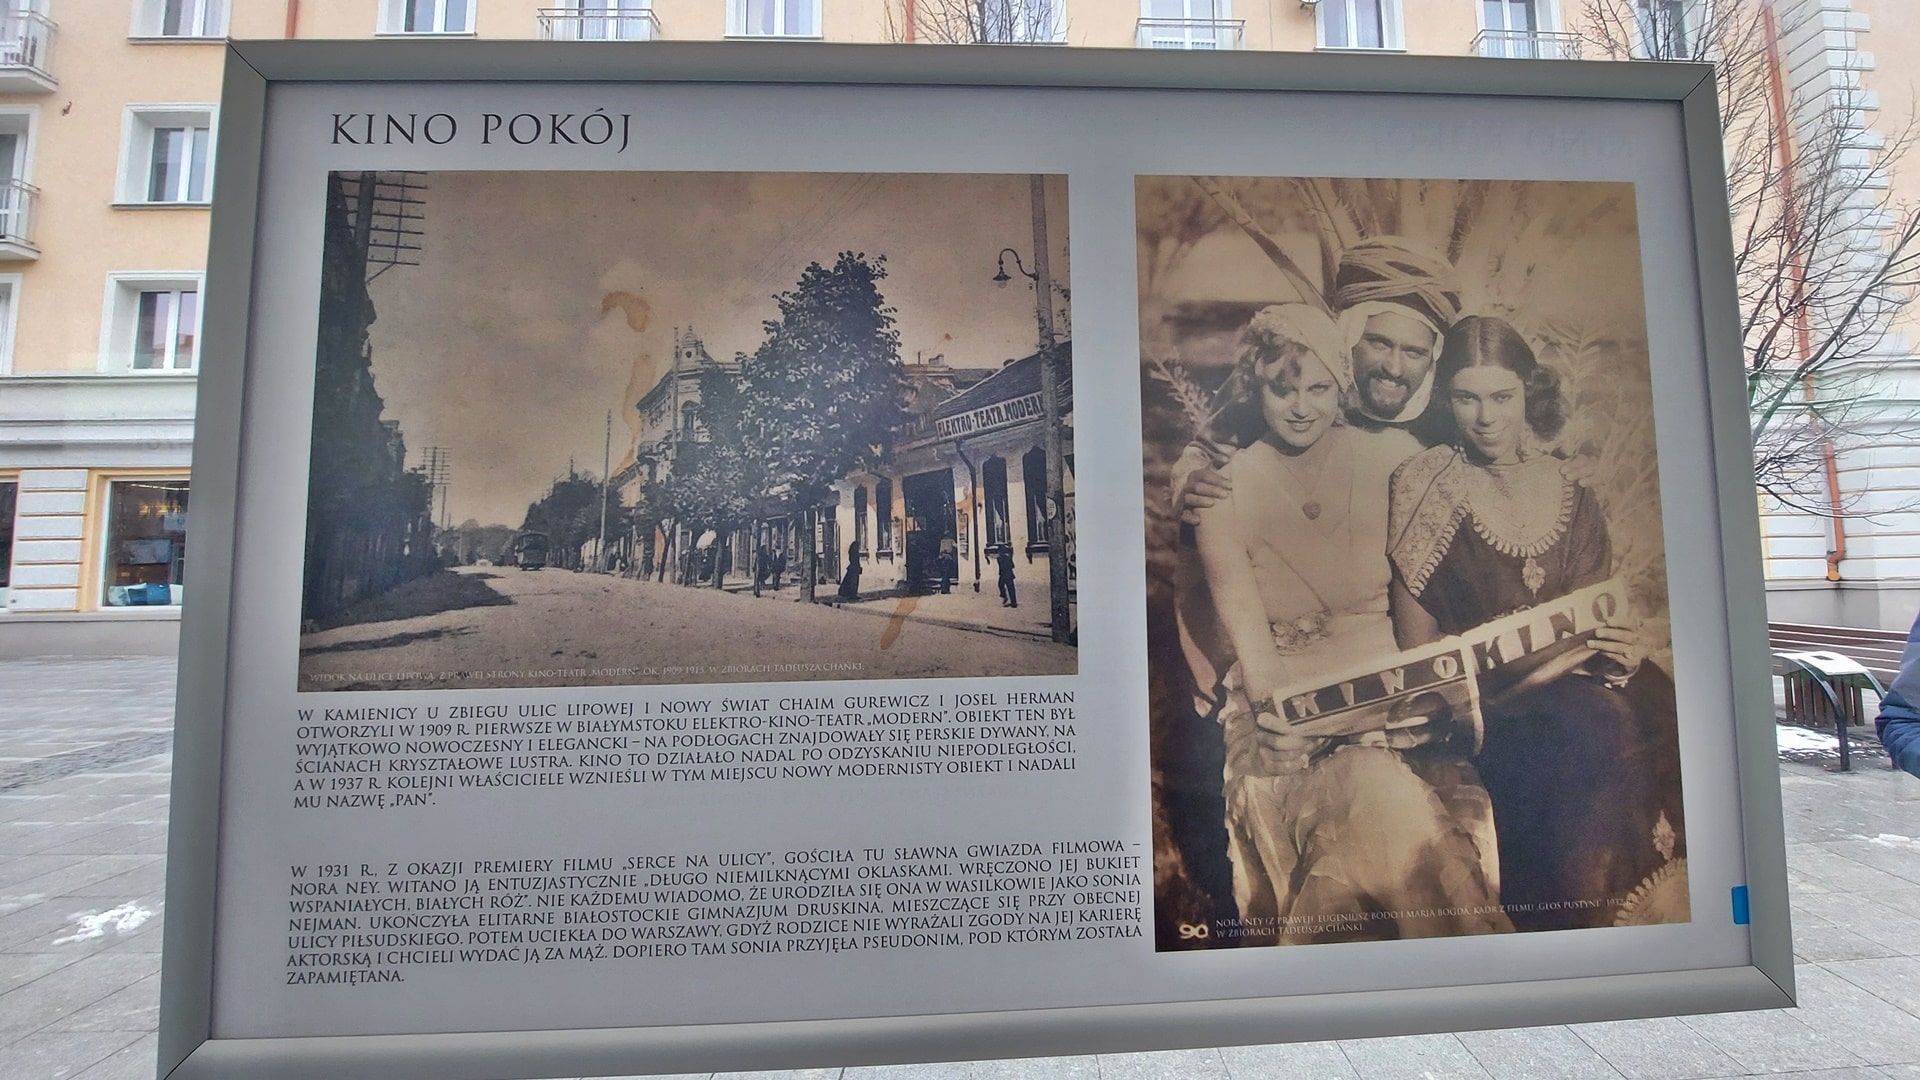 KINO POKÓJ
ELEKTRO-TEATR.MODERN
WIDOK NA ULICĘ LIPOWĄ. Z PRAWEJ STRONY KINO-TEATR „MODERN”. OK. 1909-1915. W ZBIORACH TADEUSZA CHAŃKI.
W KAMIENICY U ZBIEGU ULIC LIPOWEJ I NOWY ŚWIAT CHAIM GUREWICZ I JOSEL HERMAN
OTWORZYLI W 1909 R. PIERWSZE W BIAŁYMSTOKU ELEKTRO-KINO-TEATR „MODERN”. OBIEKT TEN BYŁ
WYJĄTKOWO NOWOCZESNY I ELEGANCKI – NA PODŁOGACH ZNAJDOWAŁY SIĘ PERSKIE DYWANY, NA
ŚCIANACH KRYSZTAŁOWE LUSTRA. KINO TO DZIAŁAŁO NADAL PO ODZYSKANIU NIEPODLEGŁOŚCI,
A W 1937 R. KOLEJNI WŁAŚCICIELE WZNIEŚLI W TYM MIEJSCU NOWY MODERNISTY OBIEKT I NADALI
MU NAZWĘ „PAN”.
W 1931 R., Z OKAZJI PREMIERY FILMU „SERCE NA ULICY”, GOŚCIŁA TU SŁAWNA GWIAZDA FILMOWA –
NORA NEY. WITANO JĄ ENTUZJASTYCZNIE „DŁUGO NIEMILKNĄCYMI OKLASKAMI. WRĘCZONO JEJ BUKIET
WSPANIAŁYCH, BIAŁYCH RÓŻ”. NIE KAŻDEMU WIADOMO, ŻE URODZIŁA SIĘ ONA W WASILKOWIE JAKO SONIA
NEJMAN. UKOŃCZYŁA ELITARNE BIAŁOSTOCKIE GIMNAZJUM DRUSKINA, MIESZCZĄCE SIĘ PRZY OBECNEJ
ULICY PIŁSUDSKIEGO. POTEM UCIEKŁA DO WARSZAWY, GDYŻ RODZICE NIE WYRAŻALI ZGODY NA JEJ KARIERĘ
AKTORSKĄ I CHCIELI WYDAĆ JĄ ZA MĄŻ. DOPIERO TAM SONIA PRZYJĘŁA PSEUDONIM, POD KTÓRYM ZOSTAŁA
ZAPAMIĘTANA.
KINO KINO
90
NORA NEY (Z PRAWEJ), EUGENIUSZ BODO I MARIA BOGDA. KADR Z FILMU „GŁOS PUSTYNI” 1932 R.
W ZBIORACH TADEUSZA CHAŃKI.